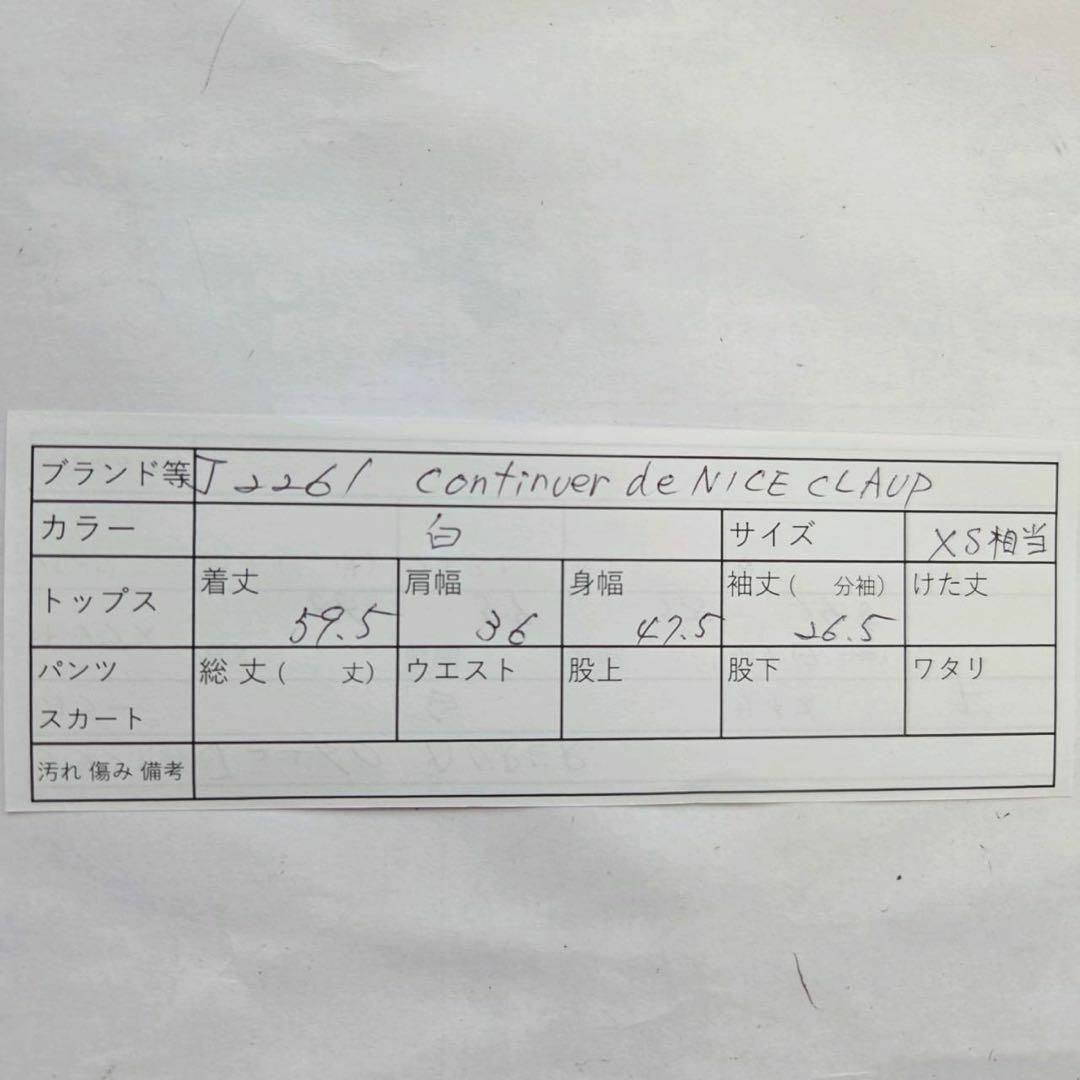 ブランド等 J2261 continuer de NICE CLAUP
カラー 白 サイズ XS相当
トップス 着丈 59.5 肩幅 36 身幅 47.5 袖丈( 分袖) 26.5 けた丈
パンツ スカート 総丈( 丈) ウエスト 股上 股下 ワタリ
汚れ 傷み 備考